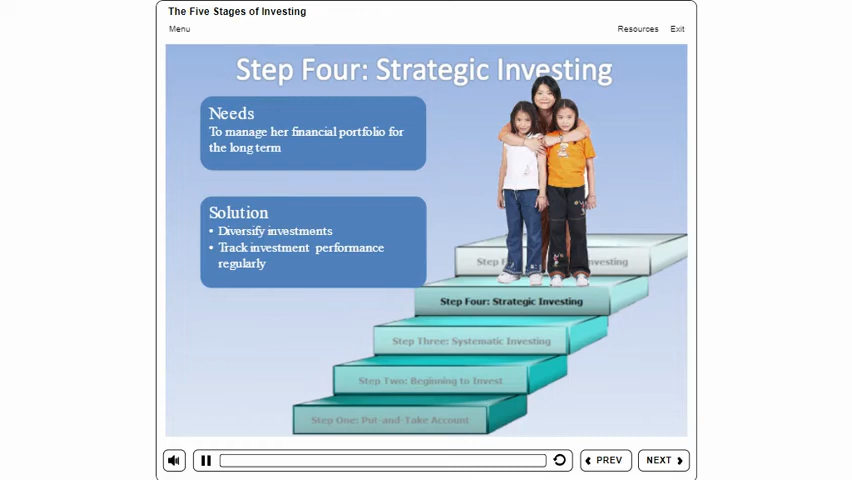 The Five Stages of Investing
Menu
Resources
Exit
Step Four: Strategic Investing
Needs
To manage her financial portfolio for
the long term
Solution
• Diversify investments
• Track investment performance
regularly
Step F
Investing
Step Four: Strategic Investing
Step Three: Systematic Investing
Step Two: Beginning to Invest
Step One: Put-and-Take Account
PREV
NEXT